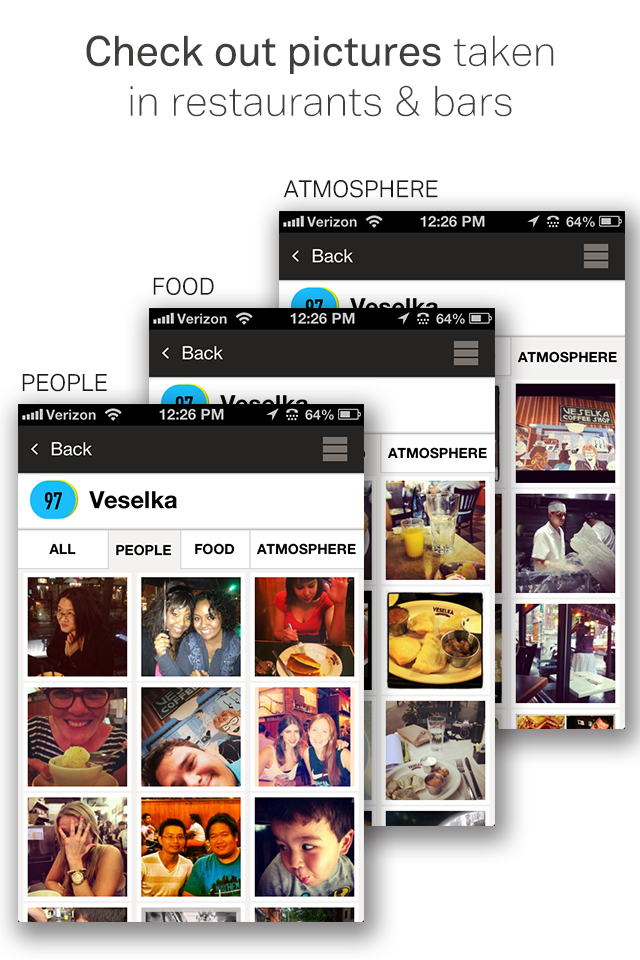 Check out pictures taken
in restaurants & bars
ATMOSPHERE
Verizon 12:26 PM 64%
Back
97 Veselka
ATMOSPHERE
VESELKA
COFFEE SHOP
FOOD
Verizon 12:26 PM 64%
Back
97 Veselka
ATMOSPHERE
VESELKA
PEOPLE
Verizon 12:26 PM 64%
Back
97 Veselka
ALL PEOPLE FOOD ATMOSPHERE